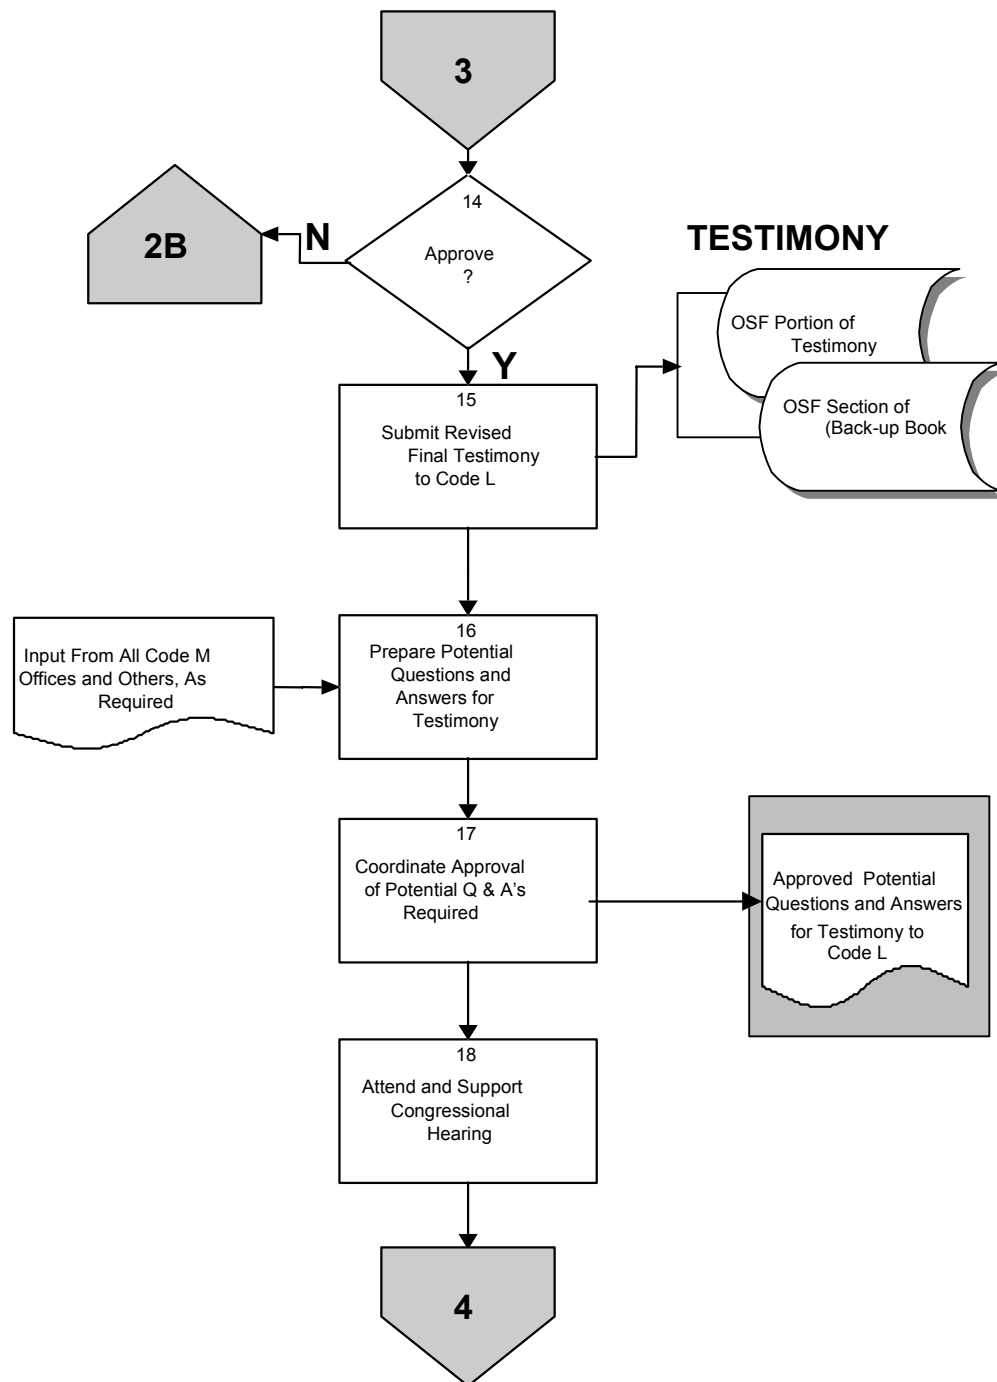 3
14
Approve
?
N
2B
Y
TESTIMONY
OSF Portion of
Testimony
OSF Section of
(Back-up Book
15
Submit Revised
Final Testimony
to Code L
Input From All Code M
Offices and Others, As
Required
16
Prepare Potential
Questions and
Answers for
Testimony
17
Coordinate Approval
of Potential Q & A's
Required
Approved Potential
Questions and Answers
for Testimony to
Code L
18
Attend and Support
Congressional
Hearing
4